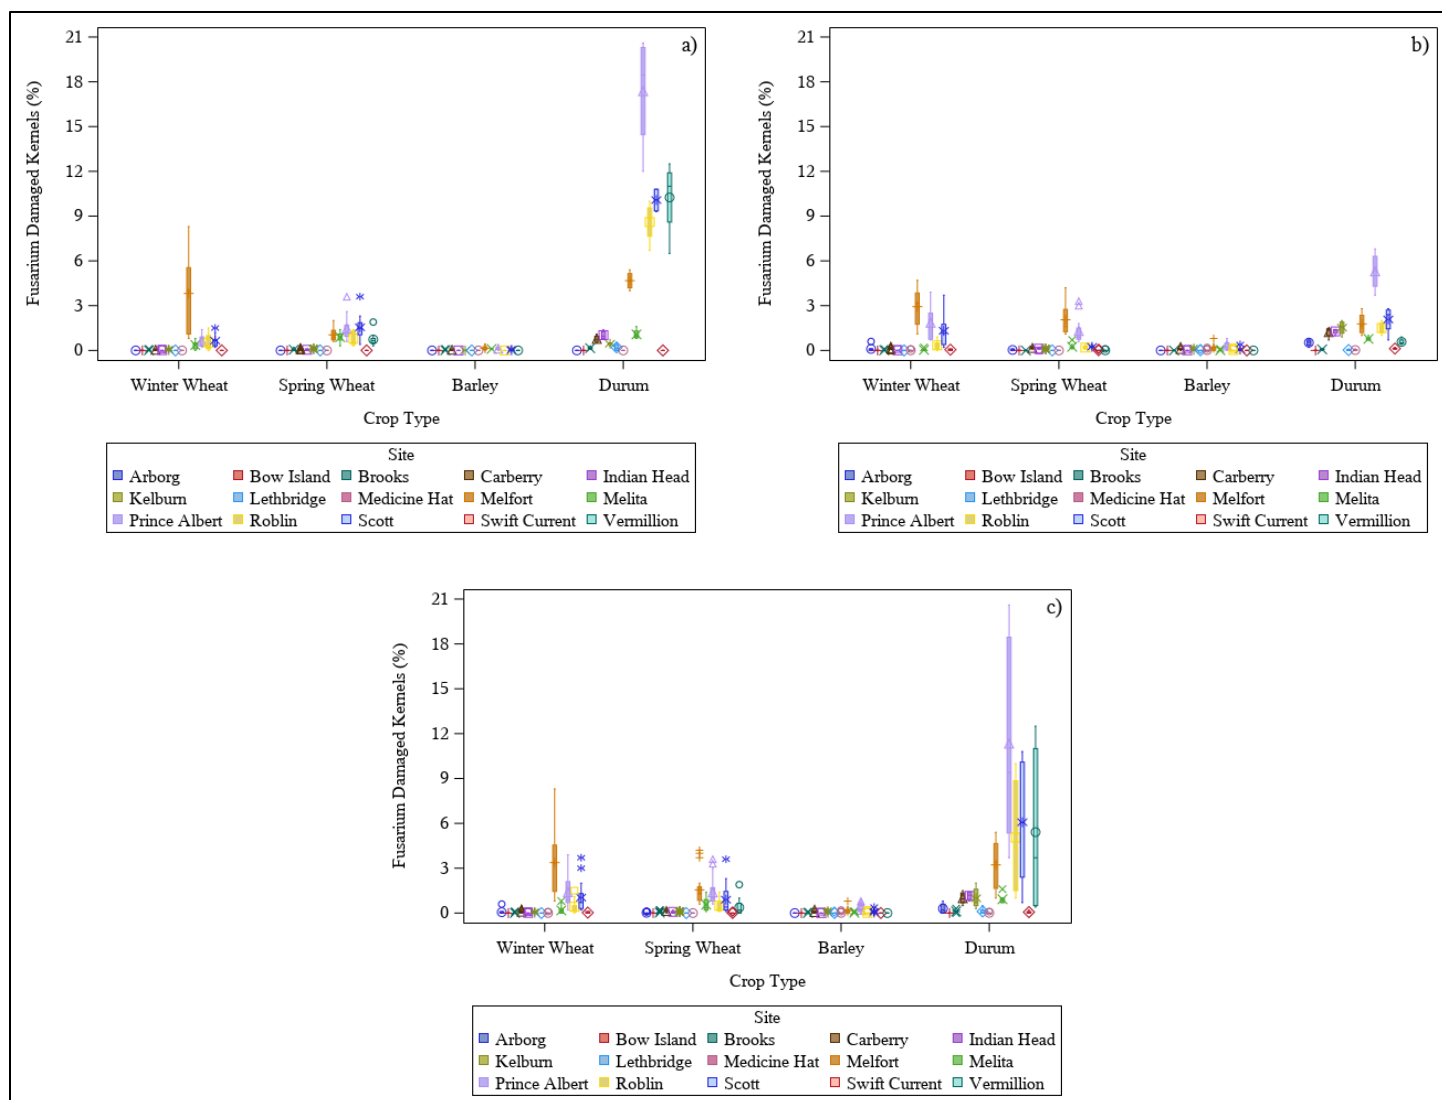 a)
Fusarium Damaged Kernels (%)
21
18
15
12
9
6
3
0
Winter Wheat Spring Wheat Barley Durum
Crop Type
Site
Arborg Bow Island Brooks Carberry Indian Head
Kelburn Lethbridge Medicine Hat Melfort Melita
Prince Albert Roblin Scott Swift Current Vermillion
b)
Fusarium Damaged Kernels (%)
21
18
15
12
9
6
3
0
Winter Wheat Spring Wheat Barley Durum
Crop Type
Site
Arborg Bow Island Brooks Carberry Indian Head
Kelburn Lethbridge Medicine Hat Melfort Melita
Prince Albert Roblin Scott Swift Current Vermillion
c)
Fusarium Damaged Kernels (%)
21
18
15
12
9
6
3
0
Winter Wheat Spring Wheat Barley Durum
Crop Type
Site
Arborg Bow Island Brooks Carberry Indian Head
Kelburn Lethbridge Medicine Hat Melfort Melita
Prince Albert Roblin Scott Swift Current Vermillion